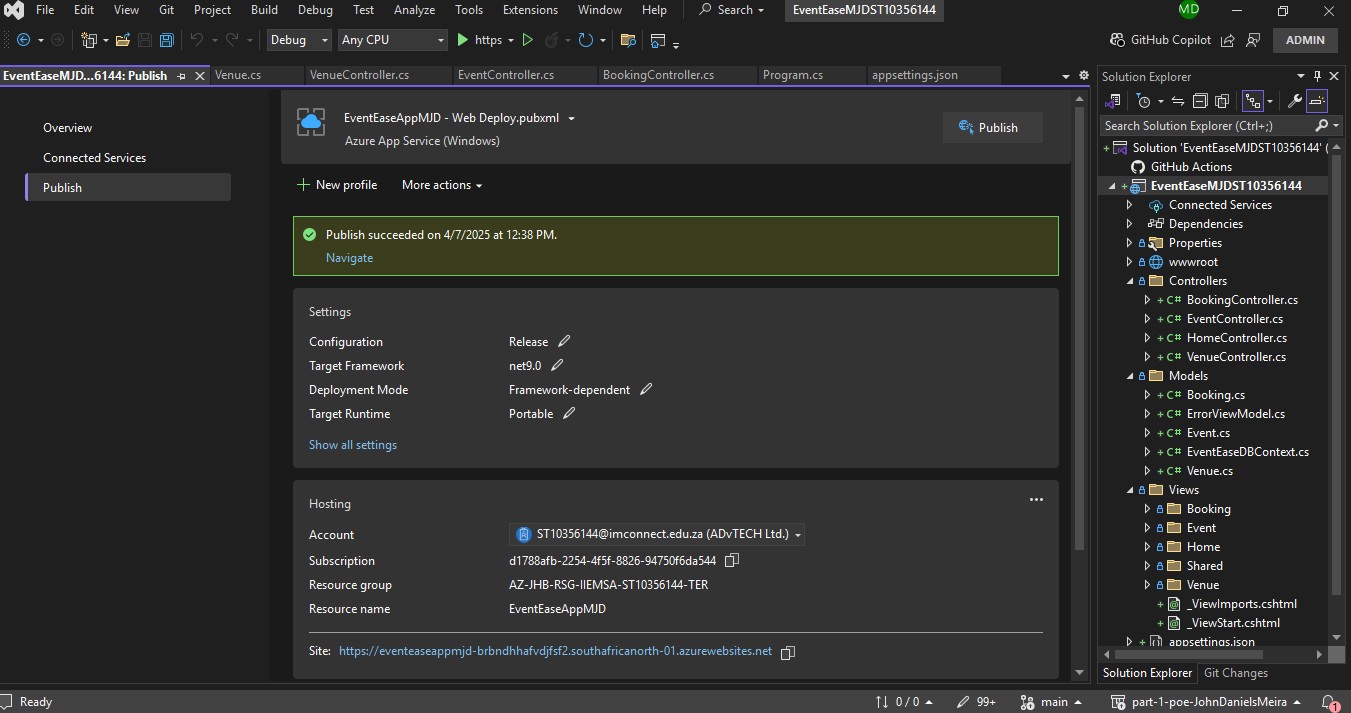 File Edit View Git Project Build Debug Test Analyze Tools Extensions Window Help Search EventEaseMJDST10356144 MD
Debug Any CPU https GitHub Copilot ADMIN
EventEaseMJD...6144: Publish Venue.cs VenueController.cs EventController.cs BookingController.cs Program.cs appsettings.json
Overview
Connected Services
Publish
EventEaseAppMJD - Web Deploy.pubxml
Azure App Service (Windows)
Publish
New profile More actions
Publish succeeded on 4/7/2025 at 12:38 PM.
Navigate
Settings
Configuration Release
Target Framework net9.0
Deployment Mode Framework-dependent
Target Runtime Portable
Show all settings
Hosting
Account ST10356144@imconnect.edu.za (ADvTECH Ltd.)
Subscription d1788afb-2254-4f5f-8826-94750f6da544
Resource group AZ-JHB-RSG-IIEMSA-ST10356144-TER
Resource name EventEaseAppMJD
Site: https://eventeaseappmjd-brbndhhafvdjfsf2.southafricanorth-01.azurewebsites.net
Solution Explorer
Search Solution Explorer (Ctrl+;)
Solution 'EventEaseMJDST10356144' (
GitHub Actions
EventEaseMJDST10356144
Connected Services
Dependencies
Properties
wwwroot
Controllers
C# BookingController.cs
C# EventController.cs
C# HomeController.cs
C# VenueController.cs
Models
C# Booking.cs
C# ErrorViewModel.cs
C# Event.cs
C# EventEaseDBContext.cs
C# Venue.cs
Views
Booking
Event
Home
Shared
Venue
_ViewImports.cshtml
_ViewStart.cshtml
appsettings.json
Solution Explorer Git Changes
Ready 0 / 0 99+ main part-1-poe-JohnDanielsMeira 1